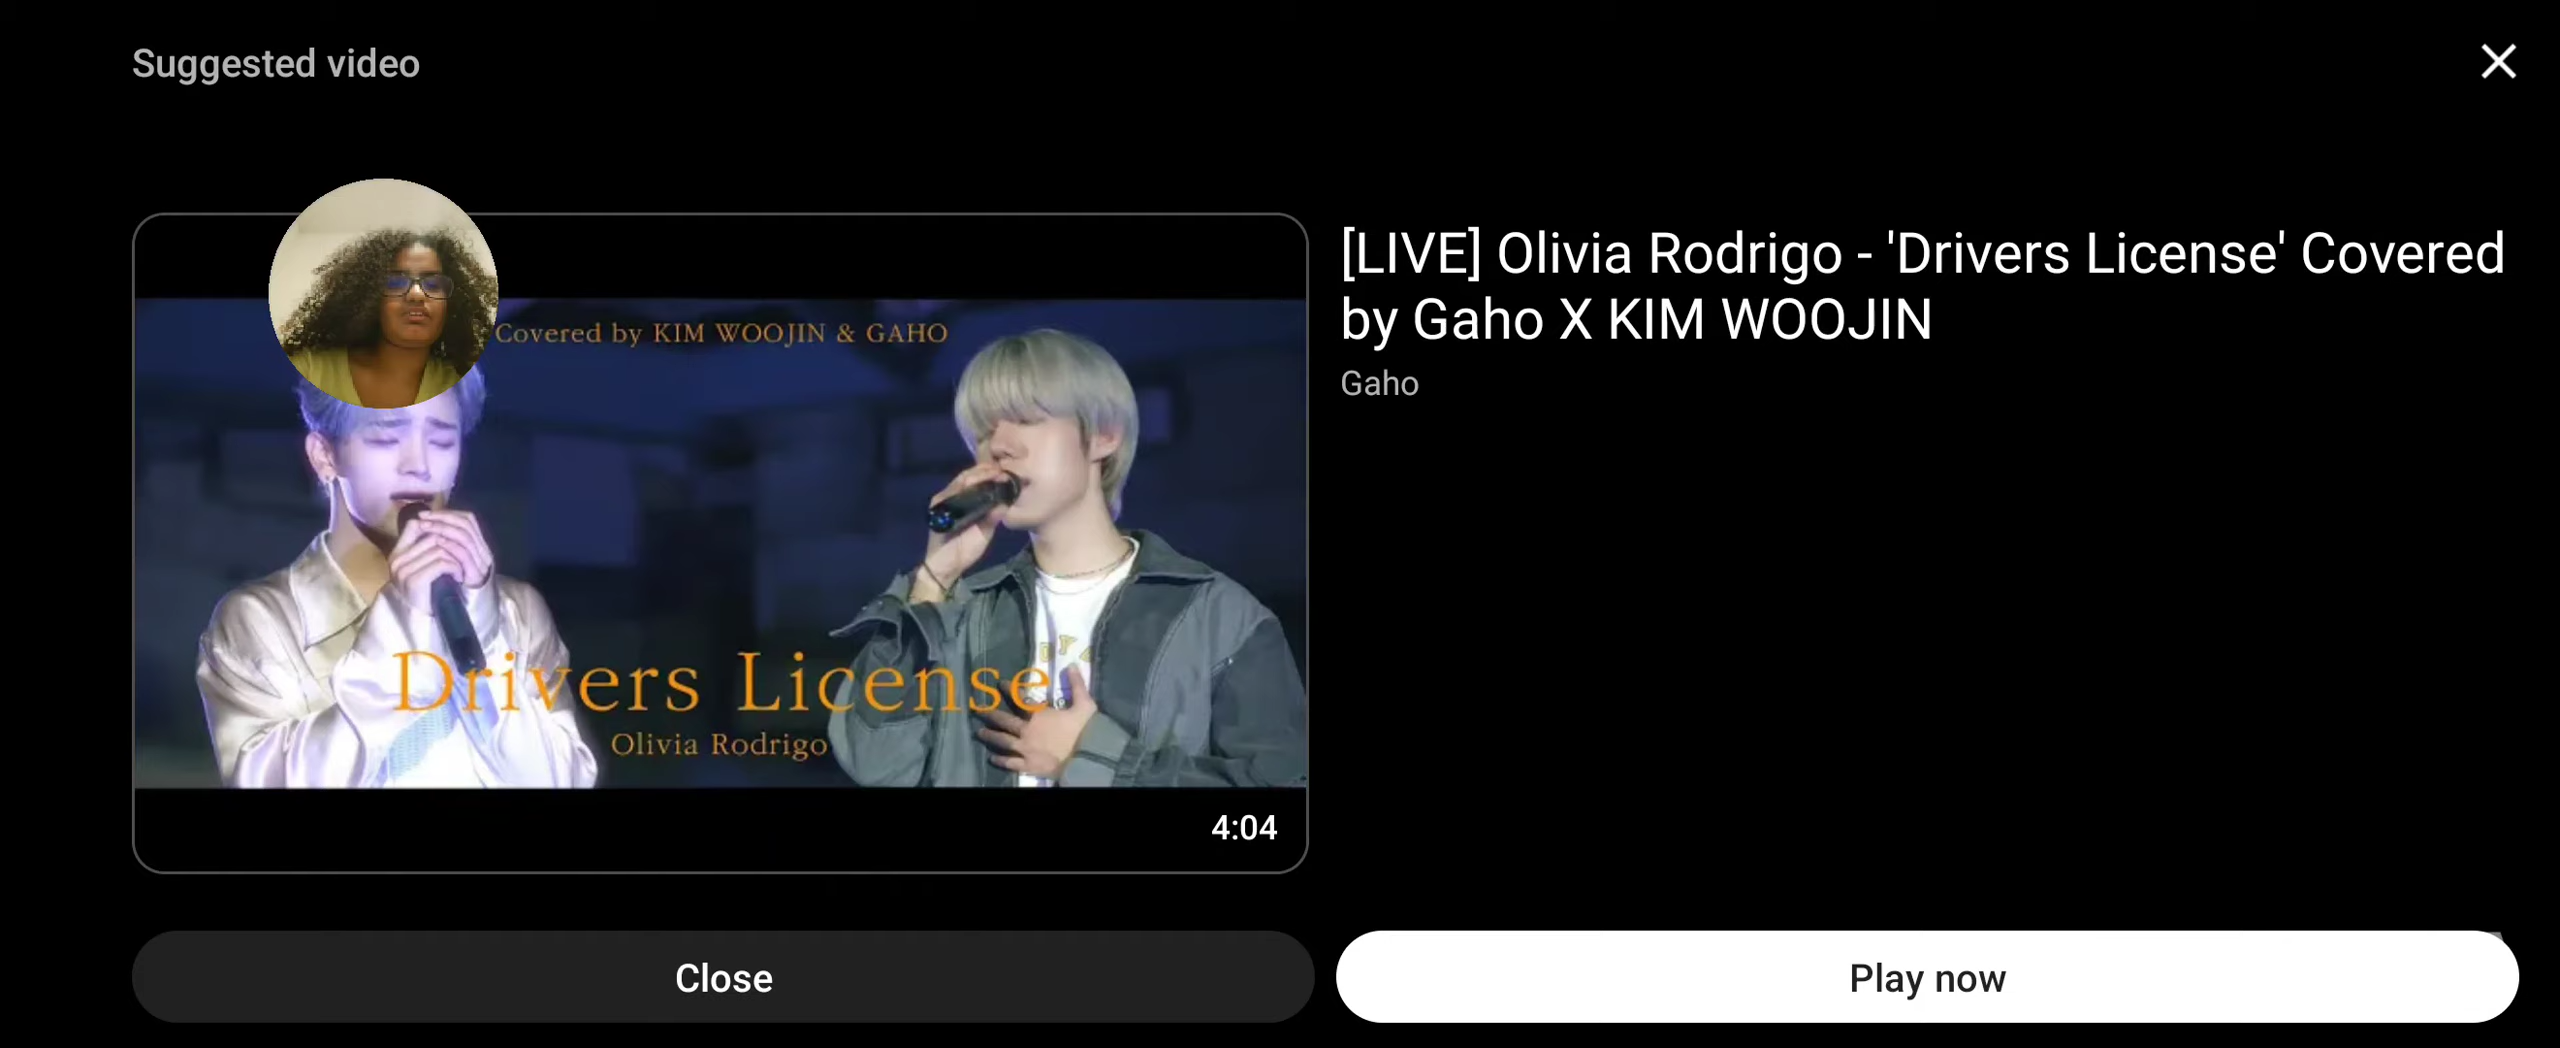 Suggested video
Covered by KIM WOOJIN & GAHO
Drivers License
Olivia Rodrigo
4:04
[LIVE] Olivia Rodrigo - 'Drivers License' Covered
by Gaho X KIM WOOJIN
Gaho
Close
Play now